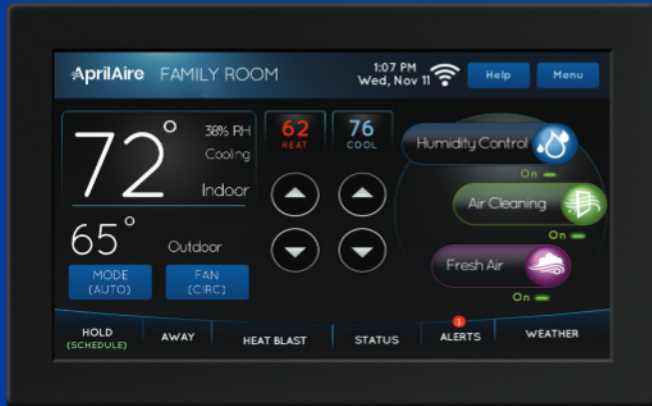 AprilAire FAMILY ROOM
1:07 PM
Wed, Nov 11
Help
Menu
72°
38% RH
Cooling
Indoor
65°
Outdoor
MODE
(AUTO)
FAN
(CIRC)
62
HEAT
76
COOL
Humidity Control
On
Air Cleaning
On
Fresh Air
On
HOLD
(SCHEDULE)
AWAY
HEAT BLAST
STATUS
1
ALERTS
WEATHER